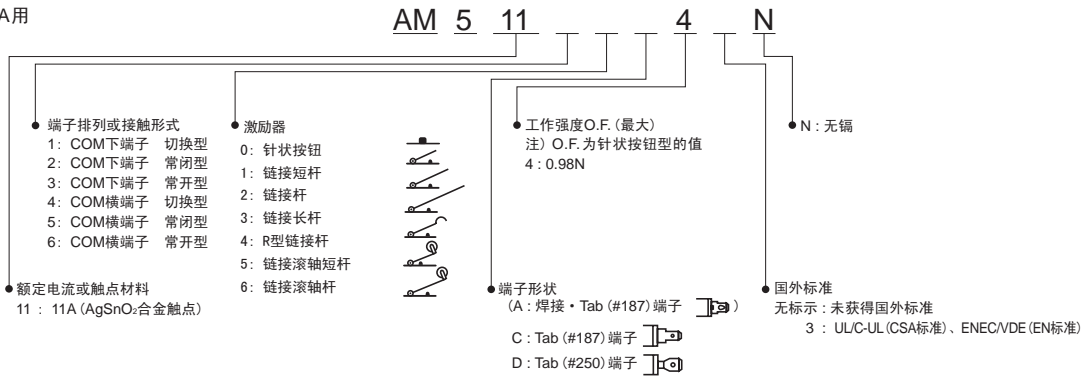 A用
AM 5 11 4 N
端子排列或接触形式
1: COM下端子 切换型
2: COM下端子 常闭型
3: COM下端子 常开型
4: COM横端子 切换型
5: COM横端子 常闭型
6: COM横端子 常开型
激励器
0: 针状按钮
1: 链接短杆
2: 链接杆
3: 链接长杆
4: R型链接杆
5: 链接滚轴短杆
6: 链接滚轴杆
工作强度O.F.(最大)
注) O.F.为针状按钮型的值
4 : 0.98N
N : 无镉
额定电流或触点材料
11 : 11A (AgSnO₂合金触点)
端子形状
(A : 焊接・Tab (#187) 端子 )
C : Tab (#187) 端子
D : Tab (#250) 端子
国外标准
无标示 : 未获得国外标准
3 : UL/C-UL (CSA标准)、ENEC/VDE (EN标准)